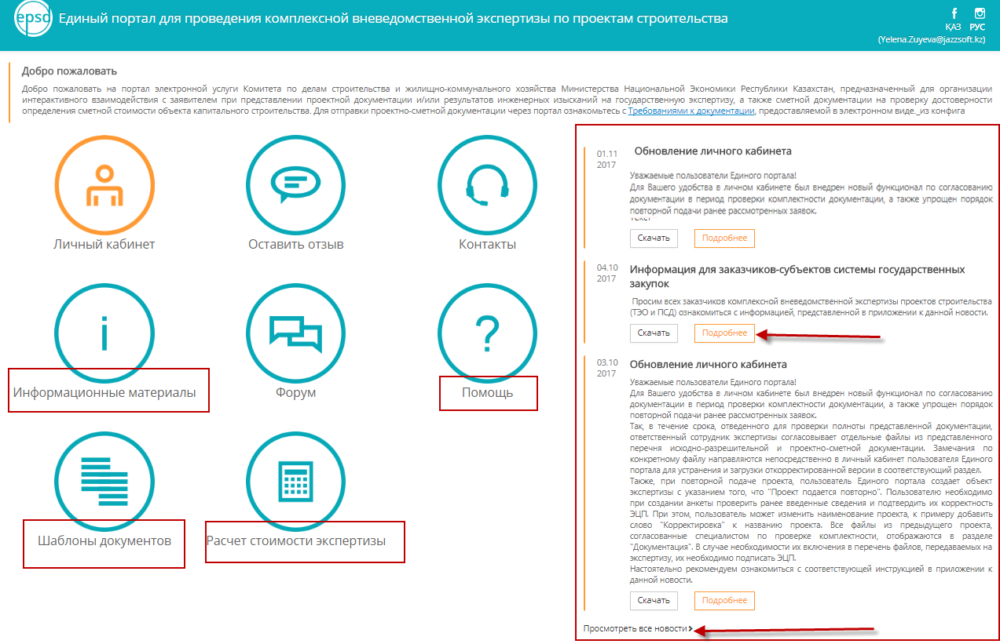 epsd
Единый портал для проведения комплексной вневедомственной экспертизы по проектам строительства
ҚАЗ РУС
(Yelena.Zuyeva@jazzsoft.kz)
Добро пожаловать
Добро пожаловать на портал электронной услуги Комитета по делам строительства и жилищно-коммунального хозяйства Министерства Национальной Экономики Республики Казахстан, предназначенный для организации
интерактивного взаимодействия с заявителем при представлении проектной документации и/или результатов инженерных изысканий на государственную экспертизу, а также сметной документации на проверку достоверности
определения сметной стоимости объекта капитального строительства. Для отправки проектно-сметной документации через портал ознакомьтесь с Требованиями к документации, предоставляемой в электронном виде._из конфига
Личный кабинет
Оставить отзыв
Контакты
Информационные материалы
Форум
Помощь
Шаблоны документов
Расчет стоимости экспертизы
01.11
2017
Обновление личного кабинета
Уважаемые пользователи Единого портала!
Для Вашего удобства в личном кабинете был внедрен новый функционал по согласованию
документации в период проверки комплектности документации, а также упрощен порядок
повторной подачи ранее рассмотренных заявок.
Скачать
Подробнее
04.10
2017
Информация для заказчиков-субъектов системы государственных
закупок
Просим всех заказчиков комплексной вневедомственной экспертизы проектов строительства
(ТЭО и ПСД) ознакомиться с информацией, представленной в приложении к данной новости.
Скачать
Подробнее
03.10
2017
Обновление личного кабинета
Уважаемые пользователи Единого портала!
Для Вашего удобства в личном кабинете был внедрен новый функционал по согласованию
документации в период проверки комплектности документации, а также упрощен порядок
повторной подачи ранее рассмотренных заявок.
Так, в течение срока, отведенного для проверки полноты представленной документации,
ответственный сотрудник экспертизы согласовывает отдельные файлы из представленного
перечня исходно-разрешительной и проектно-сметной документации. Замечания по
конкретному файлу направляются непосредственно в личный кабинет пользователя Единого
портала для устранения и загрузки откорректированной версии в соответствующий раздел.
Также, при повторной подаче проекта, пользователь Единого портала создает объект
экспертизы с указанием того, что "Проект подается повторно". Пользователю необходимо
при создании анкеты проверить ранее введенные сведения и подтвердить их корректность
ЭЦП. При этом, пользователь может изменить наименование проекта, к примеру добавить
слово "Корректировка" к названию проекта. Все файлы из предыдущего проекта,
согласованные специалистом по проверке комплектности, отображаются в разделе
"Документация". В случае необходимости их включения в перечень файлов, передаваемых на
экспертизу, их необходимо подписать ЭЦП.
Настоятельно рекомендуем ознакомиться с соответствующей инструкцией в приложении к
данной новости.
Скачать
Подробнее
Просмотреть все новости